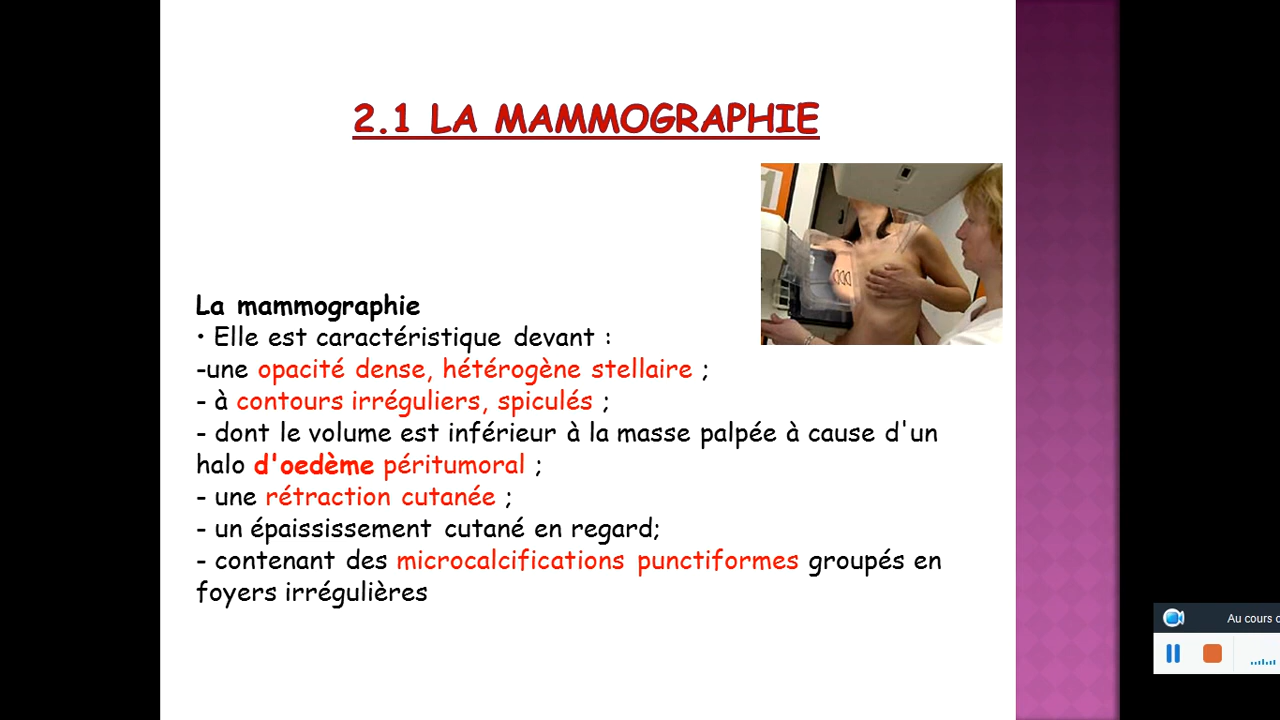 2.1 LA MAMMOGRAPHIE
La mammographie
• Elle est caractéristique devant :
-une opacité dense, hétérogène stellaire ;
- à contours irréguliers, spiculés ;
- dont le volume est inférieur à la masse palpée à cause d'un
halo d'oedème péritumoral ;
- une rétraction cutanée ;
- un épaississement cutané en regard;
- contenant des microcalcifications punctiformes groupés en
foyers irrégulières
Au cours